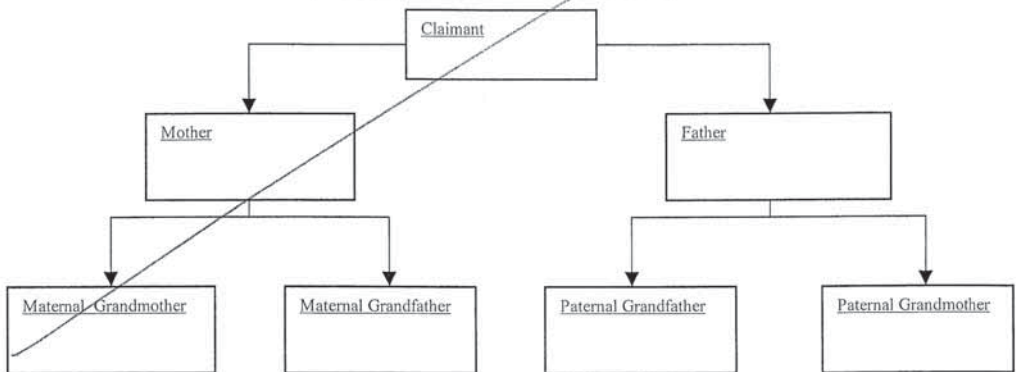 Claimant
Mother
Father
Maternal Grandmother
Maternal Grandfather
Paternal Grandfather
Paternal Grandmother